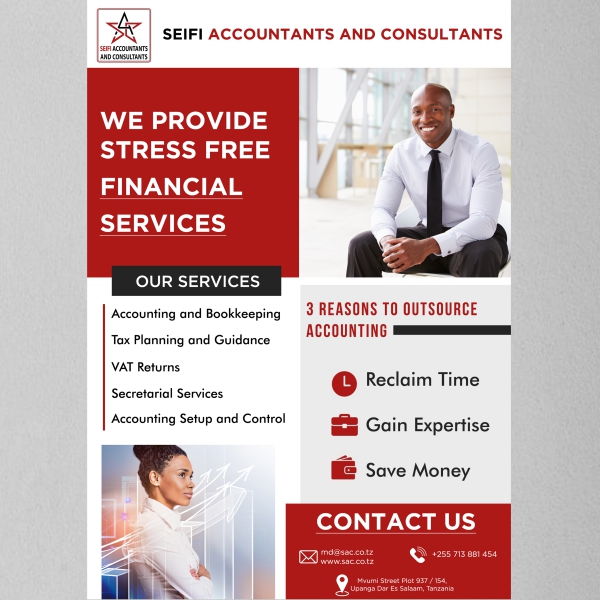 SEIFI ACCOUNTANTS
AND CONSULTANTS
SEIFI ACCOUNTANTS AND CONSULTANTS
WE PROVIDE
STRESS FREE
FINANCIAL
SERVICES
OUR SERVICES
Accounting and Bookkeeping
Tax Planning and Guidance
VAT Returns
Secretarial Services
Accounting Setup and Control
3 REASONS TO OUTSOURCE
ACCOUNTING
Reclaim Time
Gain Expertise
Save Money
CONTACT US
md@sac.co.tz
www.sac.co.tz
+255 713 881 454
Mvumi Street Plot 937 / 154,
Upanga Dar Es Salaam, Tanzania